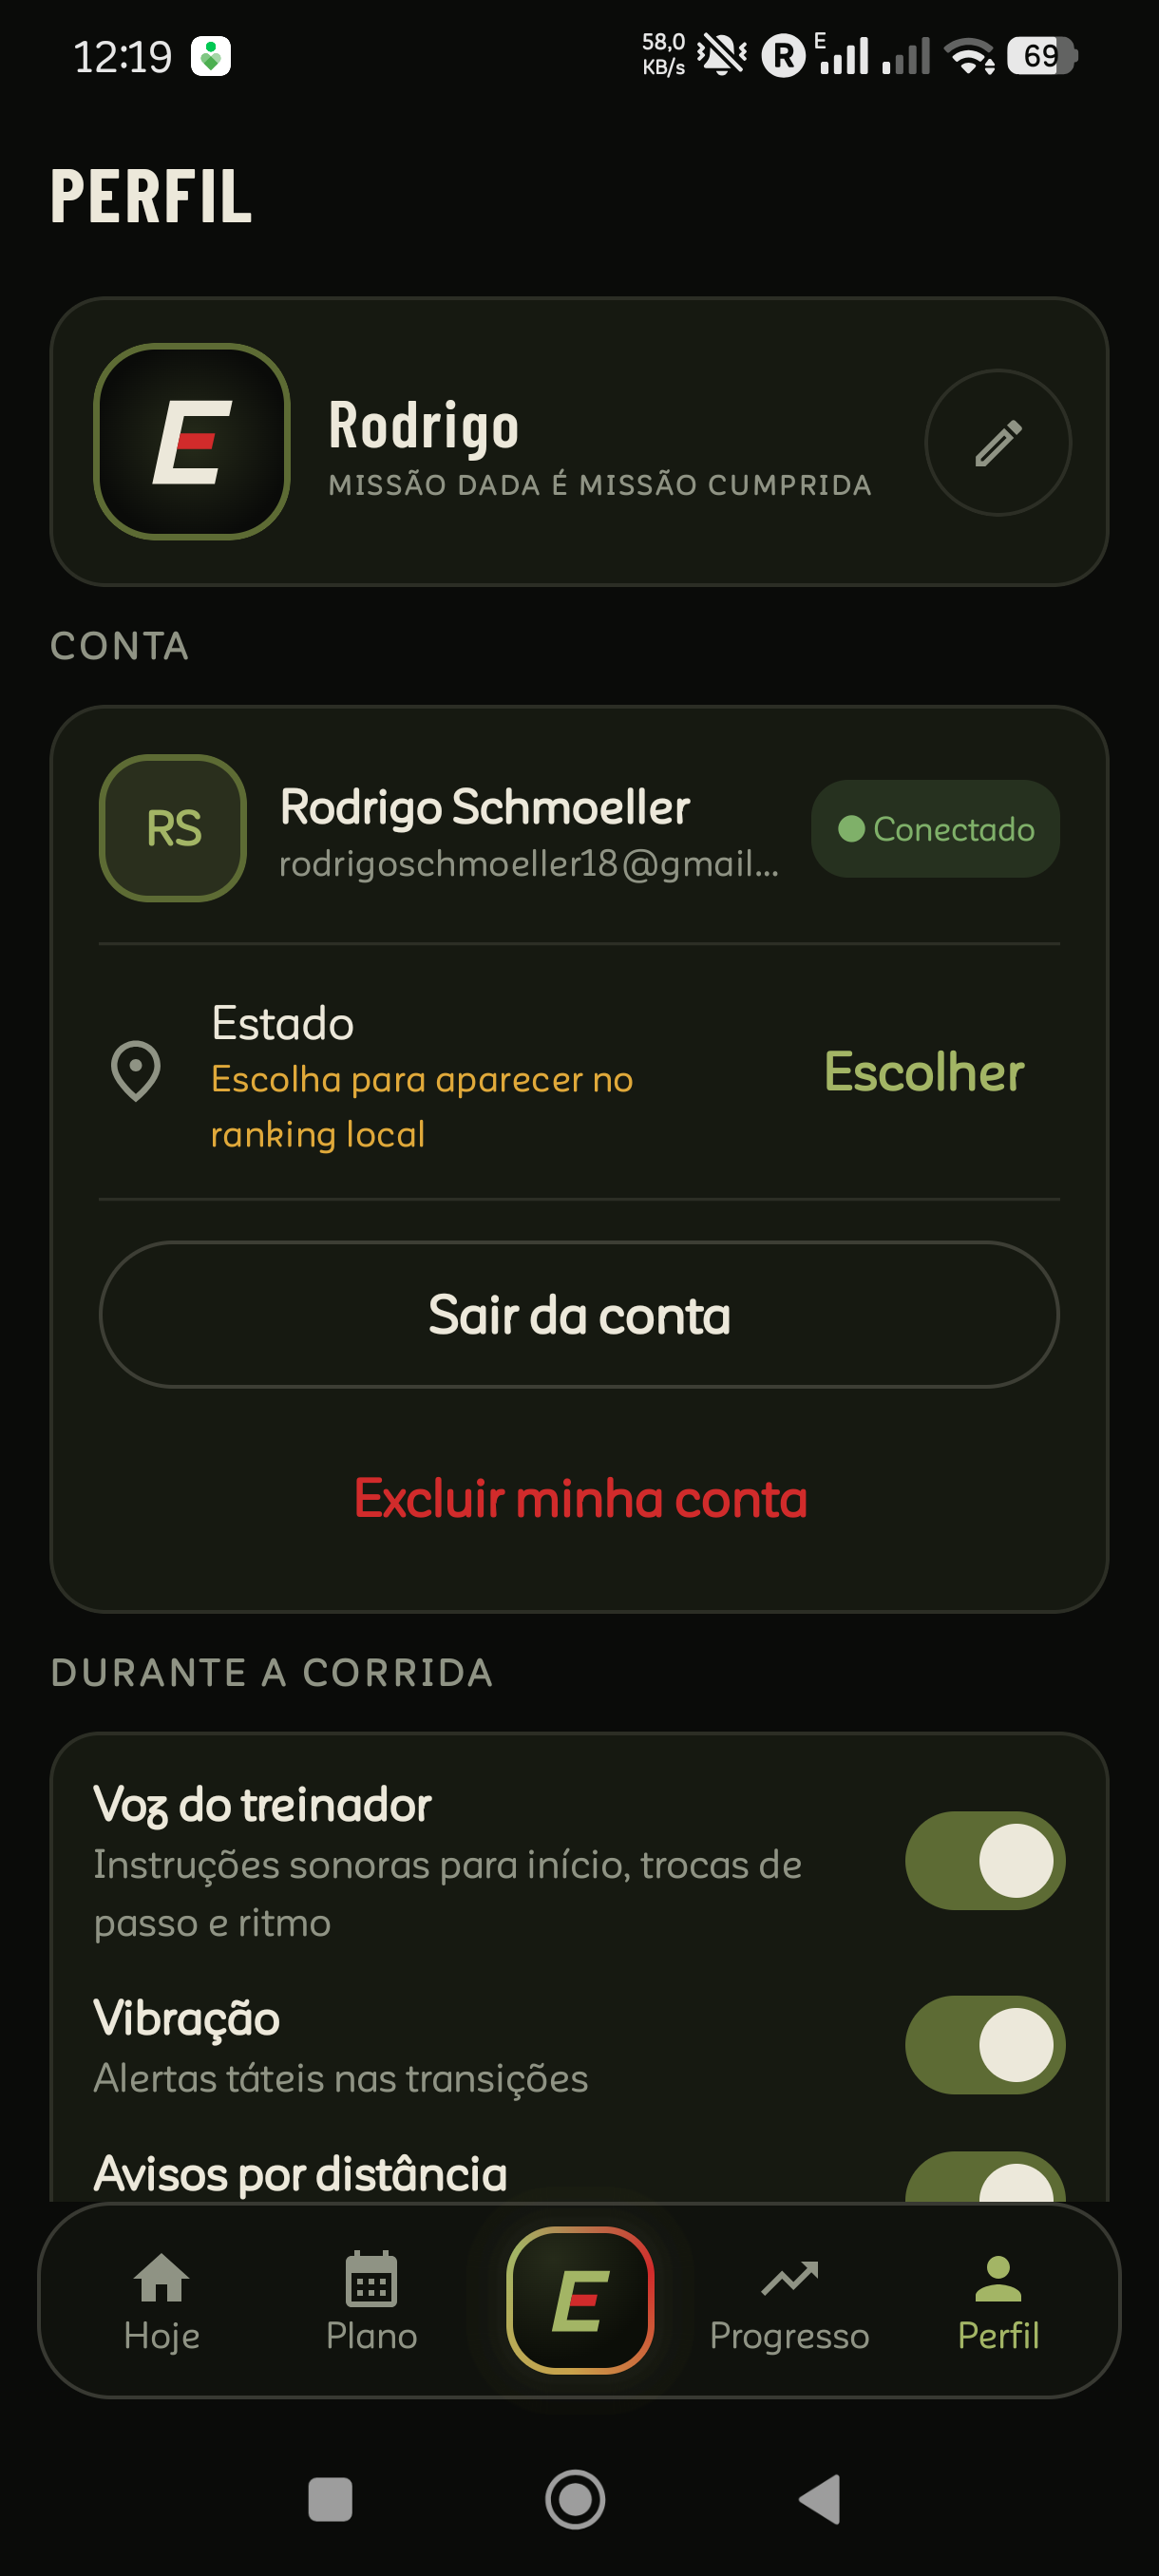 12:19
58,0
KB/s
R
E
69
PERFIL
E
Rodrigo
MISSÃO DADA É MISSÃO CUMPRIDA
CONTA
RS
Rodrigo Schmoeller
rodrigoschmoeller18@gmail...
Conectado
Estado
Escolha para aparecer no
ranking local
Escolher
Sair da conta
Excluir minha conta
DURANTE A CORRIDA
Voz do treinador
Instruções sonoras para início, trocas de
passo e ritmo
Vibração
Alertas táteis nas transições
Avisos por distância
Hoje
Plano
E
Progresso
Perfil